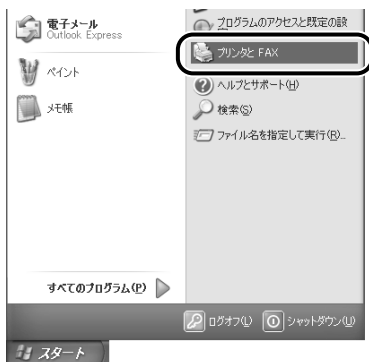 電子メール
Outlook Express
ペイント
メモ帳
すべてのプログラム(P)
プログラムのアクセスと既定の設
プリンタと FAX
ヘルプとサポート(H)
検索(S)
ファイル名を指定して実行(R)...
ログオフ(L)
シャットダウン(U)
スタート